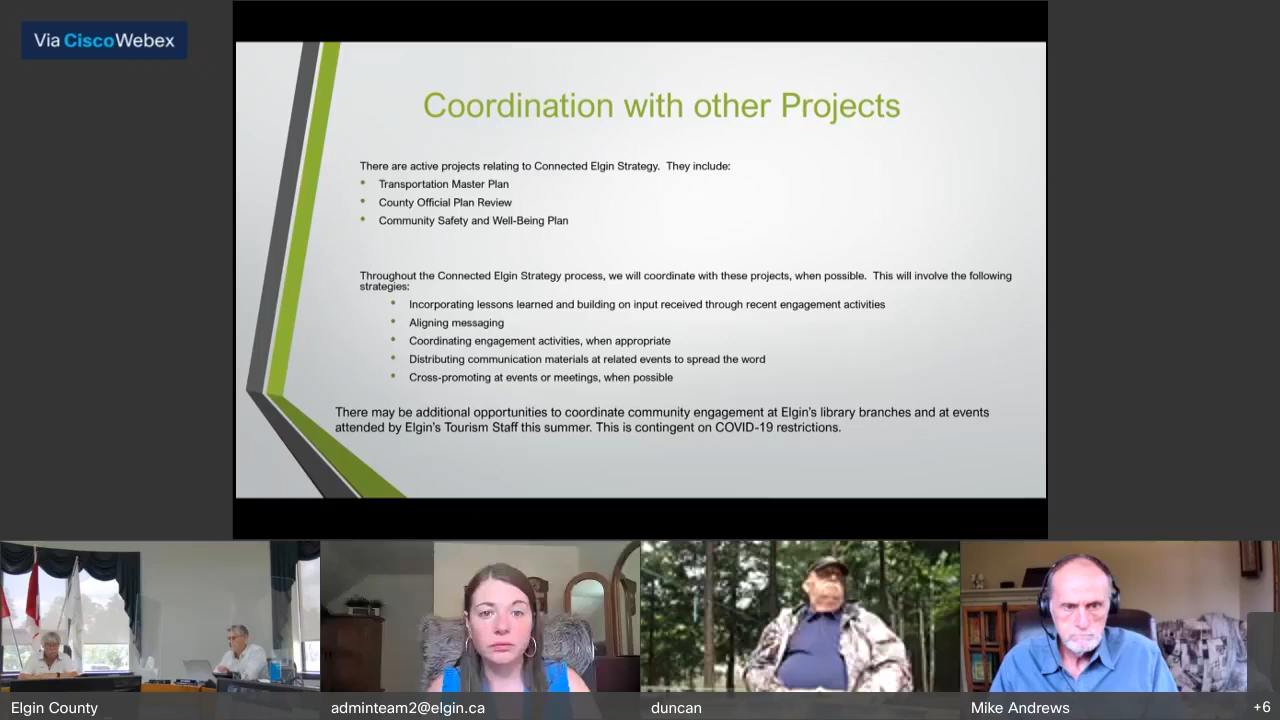 Via Cisco Webex
Coordination with other Projects
There are active projects relating to Connected Elgin Strategy. They include:
Transportation Master Plan
County Official Plan Review
Community Safety and Well-Being Plan
Throughout the Connected Elgin Strategy process, we will coordinate with these projects, when possible. This will involve the following
strategies:
Incorporating lessons learned and building on input received through recent engagement activities
Aligning messaging
Coordinating engagement activities, when appropriate
Distributing communication materials at related events to spread the word
Cross-promoting at events or meetings, when possible
There may be additional opportunities to coordinate community engagement at Elgin's library branches and at events
attended by Elgin's Tourism Staff this summer. This is contingent on COVID-19 restrictions.
Elgin County
adminteam2@elgin.ca
duncan
Mike Andrews
+6